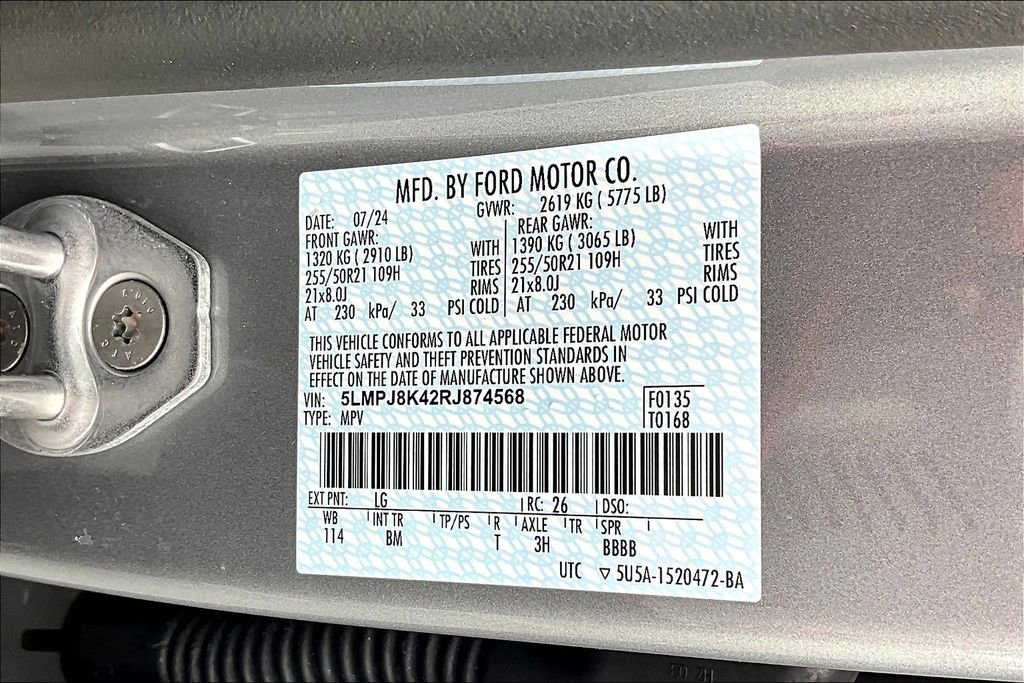 MFD. BY FORD MOTOR CO.
DATE: 07/24 GVWR: 2619 KG ( 5775 LB)
FRONT GAWR: REAR GAWR:
1320 KG ( 2910 LB) WITH 1390 KG ( 3065 LB) WITH
255/50R21 109H TIRES 255/50R21 109H TIRES
21x8.0J RIMS 21x8.0J RIMS
AT 230 kPa/ 33 PSI COLD AT 230 kPa/ 33 PSI COLD
THIS VEHICLE CONFORMS TO ALL APPLICABLE FEDERAL MOTOR
VEHICLE SAFETY AND THEFT PREVENTION STANDARDS IN
EFFECT ON THE DATE OF MANUFACTURE SHOWN ABOVE.
VIN: 5LMPJ8K42RJ874568 F0135
TYPE: MPV T0168
EXT PNT: LG RC: 26 DSO:
WB INT TR TP/PS R AXLE TR SPR
114 BM T 3H BBBB
UTC ▽ 5U5A-1520472-BA